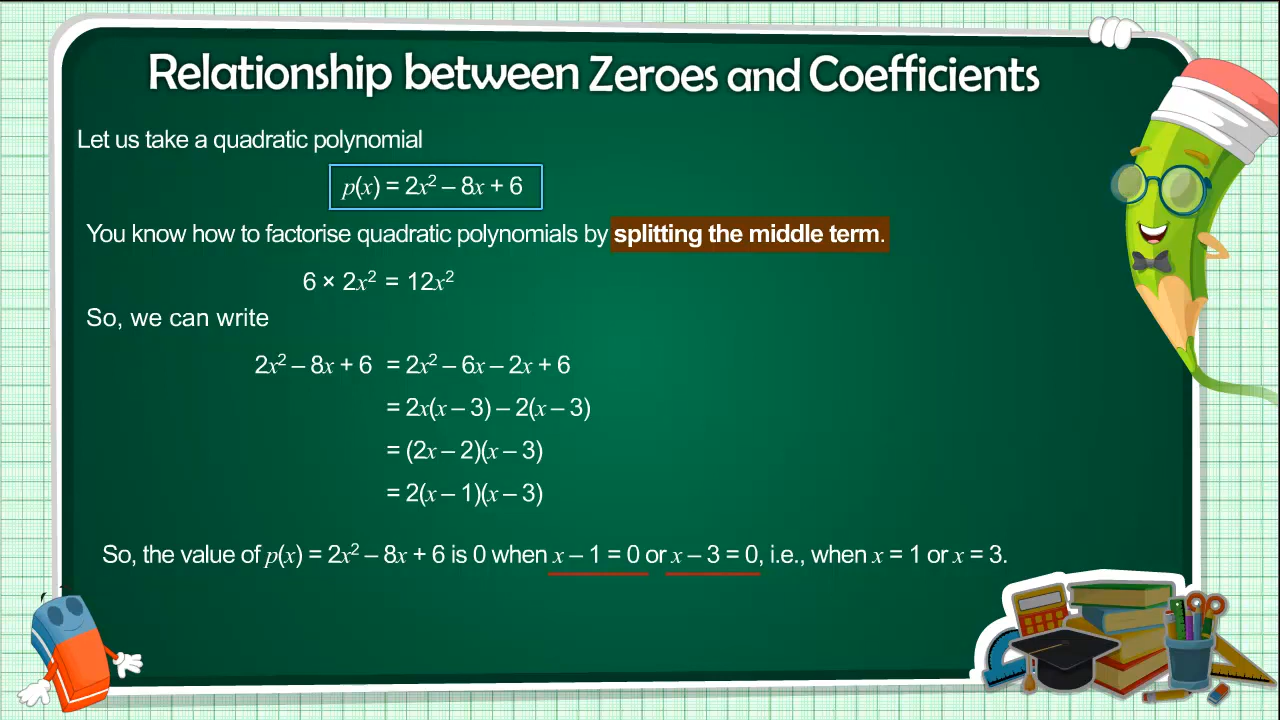 Relationship between Zeroes and Coefficients
Let us take a quadratic polynomial
p(x) = 2x² – 8x + 6
You know how to factorise quadratic polynomials by splitting the middle term.
6 × 2x² = 12x²
So, we can write
2x² – 8x + 6 = 2x² – 6x – 2x + 6
= 2x(x – 3) – 2(x – 3)
= (2x – 2)(x – 3)
= 2(x – 1)(x – 3)
So, the value of p(x) = 2x² – 8x + 6 is 0 when x – 1 = 0 or x – 3 = 0, i.e., when x = 1 or x = 3.